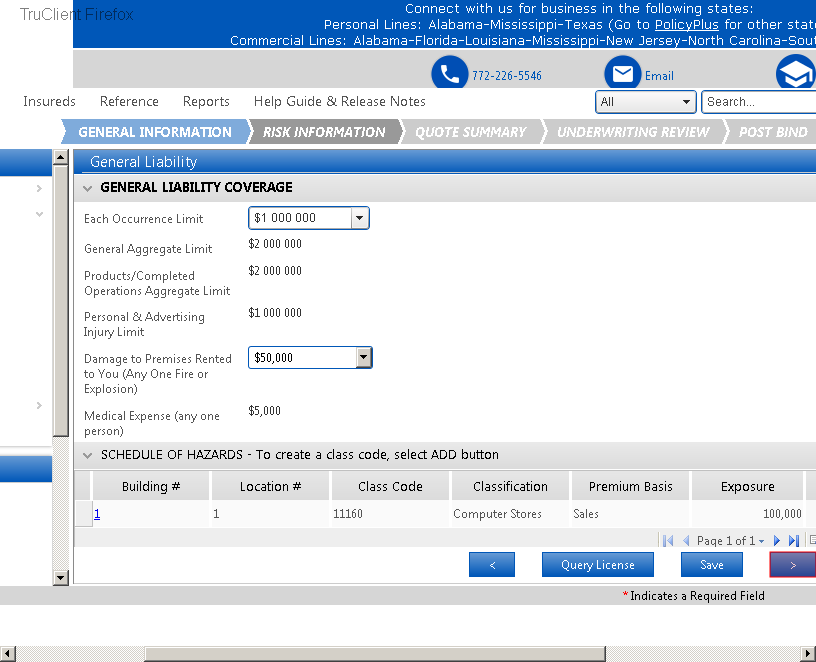 TruClient Firefox
Connect with us for business in the following states:
Personal Lines: Alabama-Mississippi-Texas (Go to PolicyPlus for other stat
Commercial Lines: Alabama-Florida-Louisiana-Mississippi-New Jersey-North Carolina-Sout
772-226-5546
Email
Insureds Reference Reports Help Guide & Release Notes All Search...
GENERAL INFORMATION RISK INFORMATION QUOTE SUMMARY UNDERWRITING REVIEW POST BIND
General Liability
GENERAL LIABILITY COVERAGE
Each Occurrence Limit $1 000 000
General Aggregate Limit $2 000 000
Products/Completed
Operations Aggregate Limit $2 000 000
Personal & Advertising
Injury Limit $1 000 000
Damage to Premises Rented
to You (Any One Fire or
Explosion) $50,000
Medical Expense (any one
person) $5,000
SCHEDULE OF HAZARDS - To create a class code, select ADD button
Building # Location # Class Code Classification Premium Basis Exposure
1 1 11160 Computer Stores Sales 100,000
Page 1 of 1
< Query License Save >
* Indicates a Required Field